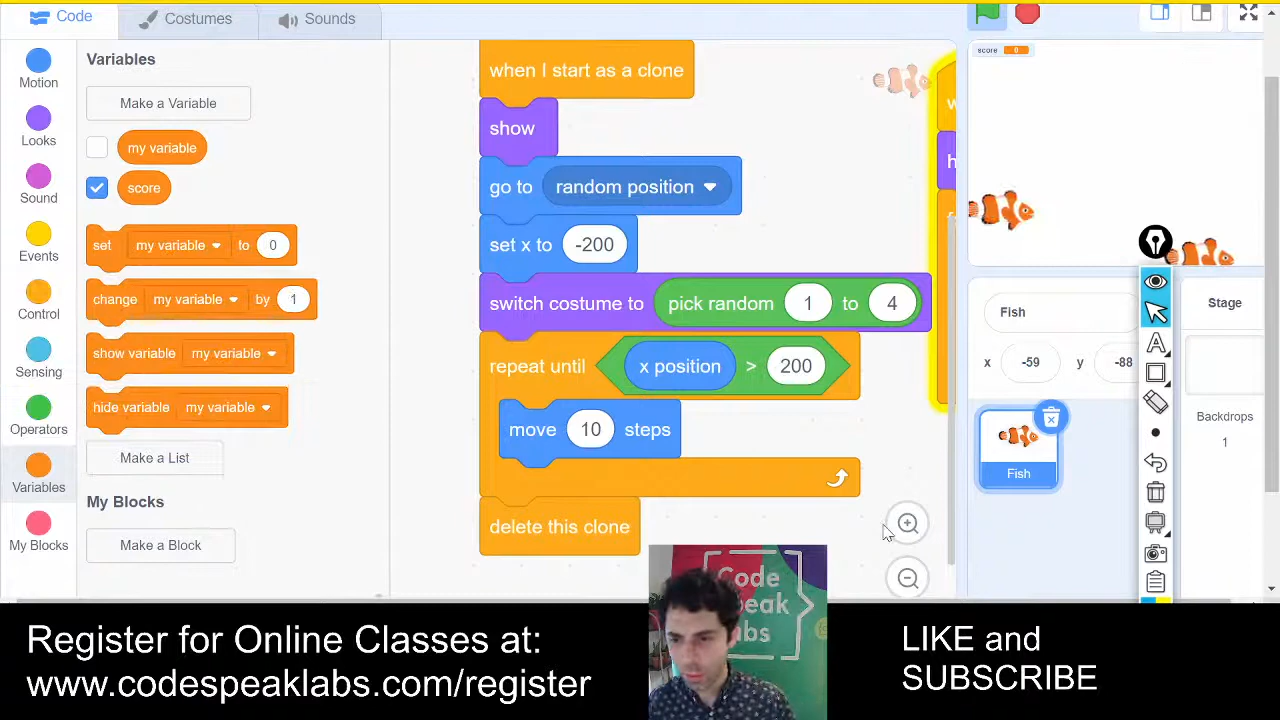 Code
Costumes
Sounds
Variables
Make a Variable
my variable
score
set my variable to 0
change my variable by 1
show variable my variable
hide variable my variable
Make a List
My Blocks
Make a Block
Motion
Looks
Sound
Events
Control
Sensing
Operators
Variables
My Blocks
when I start as a clone
show
go to random position
set x to -200
switch costume to pick random 1 to 4
repeat until x position > 200
move 10 steps
delete this clone
score 0
Fish
x -59 y -88
Fish
Stage
Backdrops
1
A
Code
Speak
Labs
Register for Online Classes at:
www.codespeaklabs.com/register
LIKE and
SUBSCRIBE